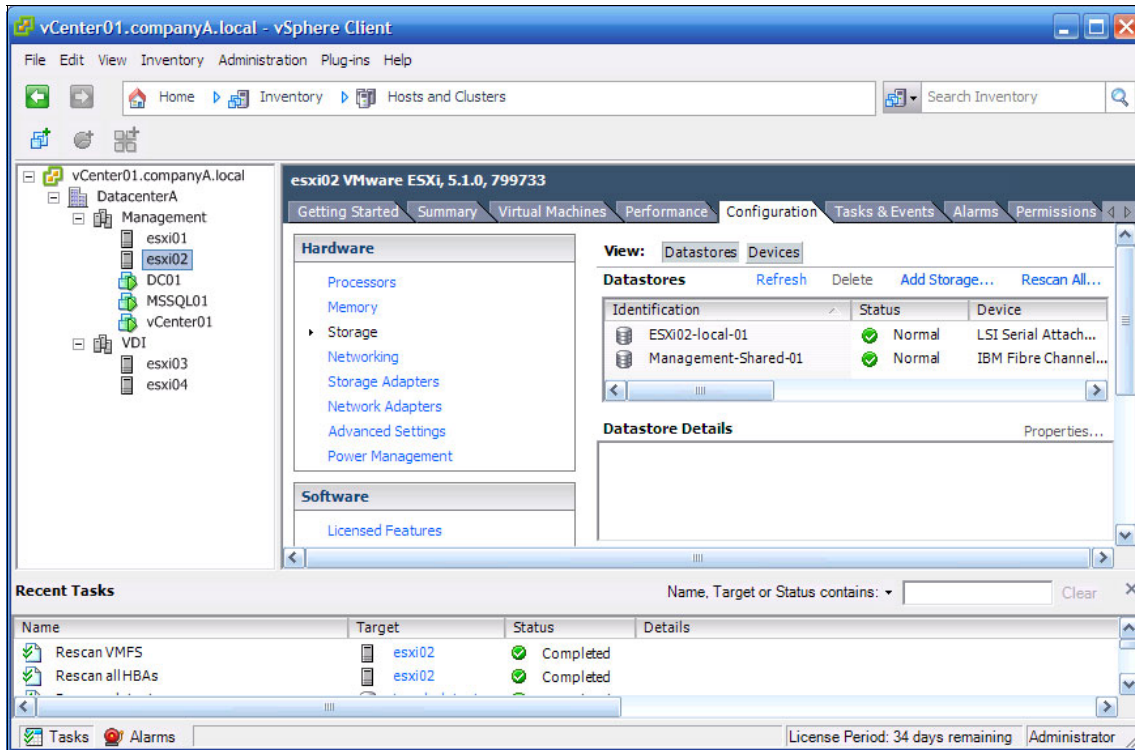 vCenter01.companyA.local - vSphere Client
File Edit View Inventory Administration Plug-ins Help
Home Inventory Hosts and Clusters Search Inventory
vCenter01.companyA.local
DatacenterA
Management
esxi01
esxi02
DC01
MSSQL01
vCenter01
VDI
esxi03
esxi04
esxi02 VMware ESXi, 5.1.0, 799733
Getting Started Summary Virtual Machines Performance Configuration Tasks & Events Alarms Permissions
Hardware
Processors
Memory
Storage
Networking
Storage Adapters
Network Adapters
Advanced Settings
Power Management
Software
Licensed Features
View: Datastores Devices
Datastores Refresh Delete Add Storage... Rescan All...
Identification Status Device
ESXi02-local-01 Normal LSI Serial Attach...
Management-Shared-01 Normal IBM Fibre Channel...
Datastore Details Properties...
Recent Tasks Name, Target or Status contains: Clear
Name Target Status Details
Rescan VMFS esxi02 Completed
Rescan all HBAs esxi02 Completed
Tasks Alarms License Period: 34 days remaining Administrator